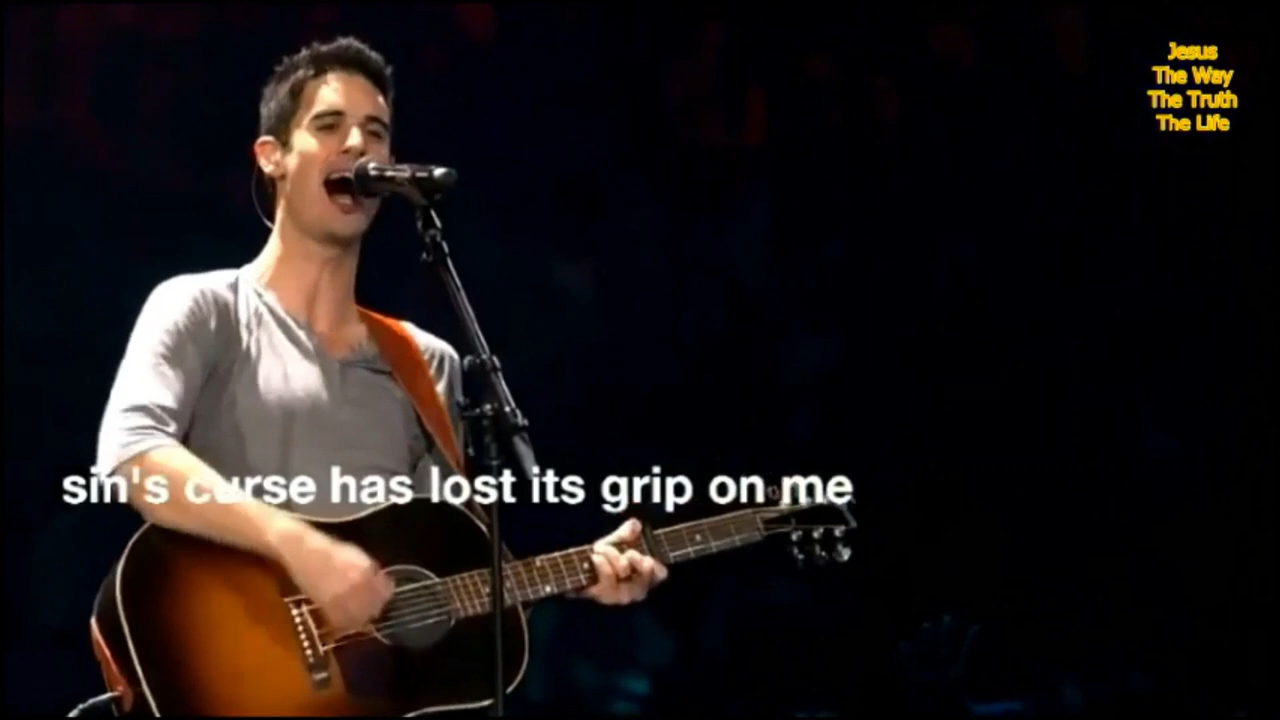 Jesus
The Way
The Truth
The Life
sin's curse has lost its grip on me